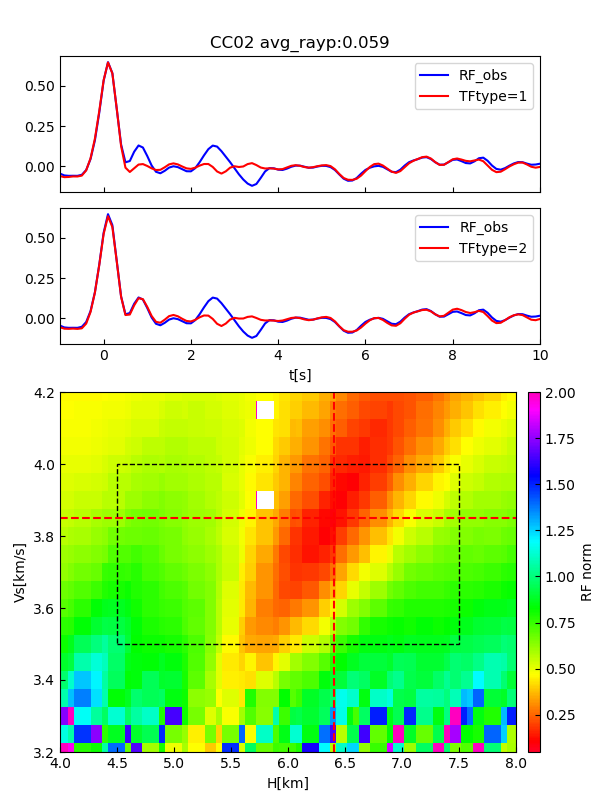 CC02 avg_rayp:0.059
0.50
0.25
0.00
RF_obs
TFtype=1
0.50
0.25
0.00
RF_obs
TFtype=2
0 2 4 6 8 10
t[s]
4.2
4.0
3.8
3.6
3.4
3.2
Vs[km/s]
4.0 4.5 5.0 5.5 6.0 6.5 7.0 7.5 8.0
H[km]
2.00
1.75
1.50
1.25
1.00
0.75
0.50
0.25
RF norm